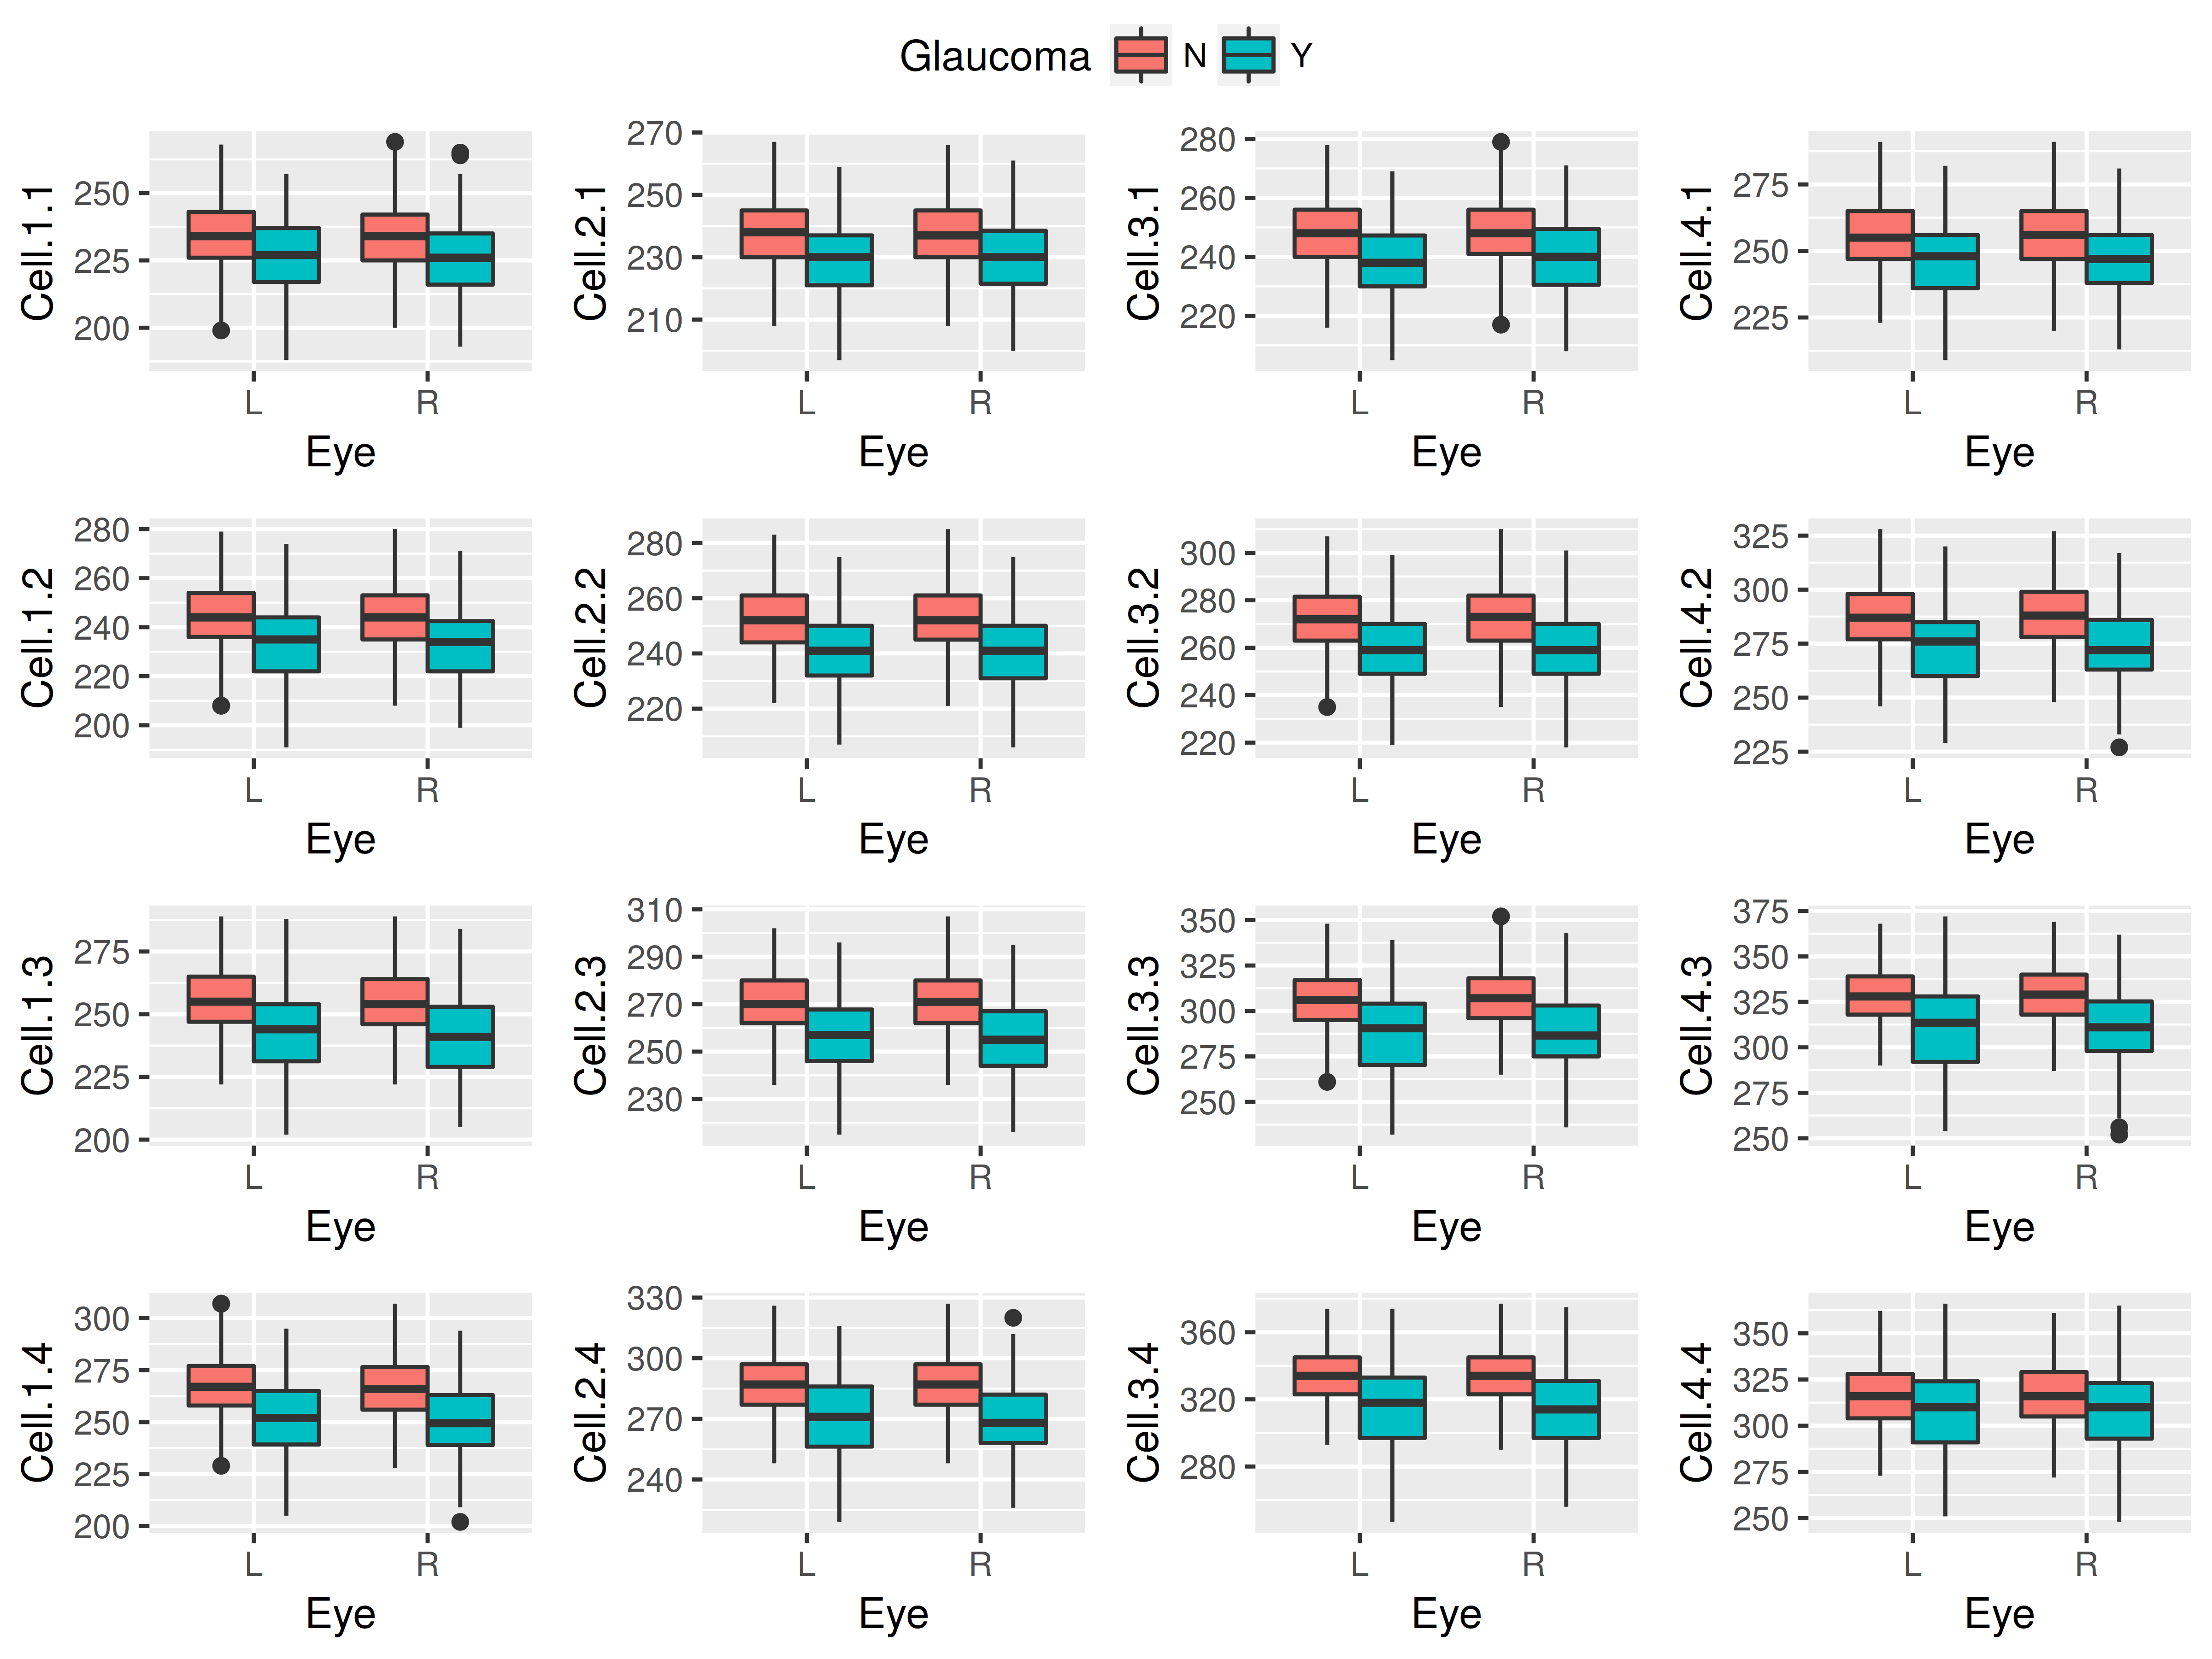 Glaucoma N Y
Cell.1.1
250
225
200
L R
Eye
Cell.2.1
270
250
230
210
L R
Eye
Cell.3.1
280
260
240
220
L R
Eye
Cell.4.1
275
250
225
L R
Eye
Cell.1.2
280
260
240
220
200
L R
Eye
Cell.2.2
280
260
240
220
L R
Eye
Cell.3.2
300
280
260
240
220
L R
Eye
Cell.4.2
325
300
275
250
225
L R
Eye
Cell.1.3
275
250
225
200
L R
Eye
Cell.2.3
310
290
270
250
230
L R
Eye
Cell.3.3
350
325
300
275
250
L R
Eye
Cell.4.3
375
350
325
300
275
250
L R
Eye
Cell.1.4
300
275
250
225
200
L R
Eye
Cell.2.4
330
300
270
240
L R
Eye
Cell.3.4
360
320
280
L R
Eye
Cell.4.4
350
325
300
275
250
L R
Eye